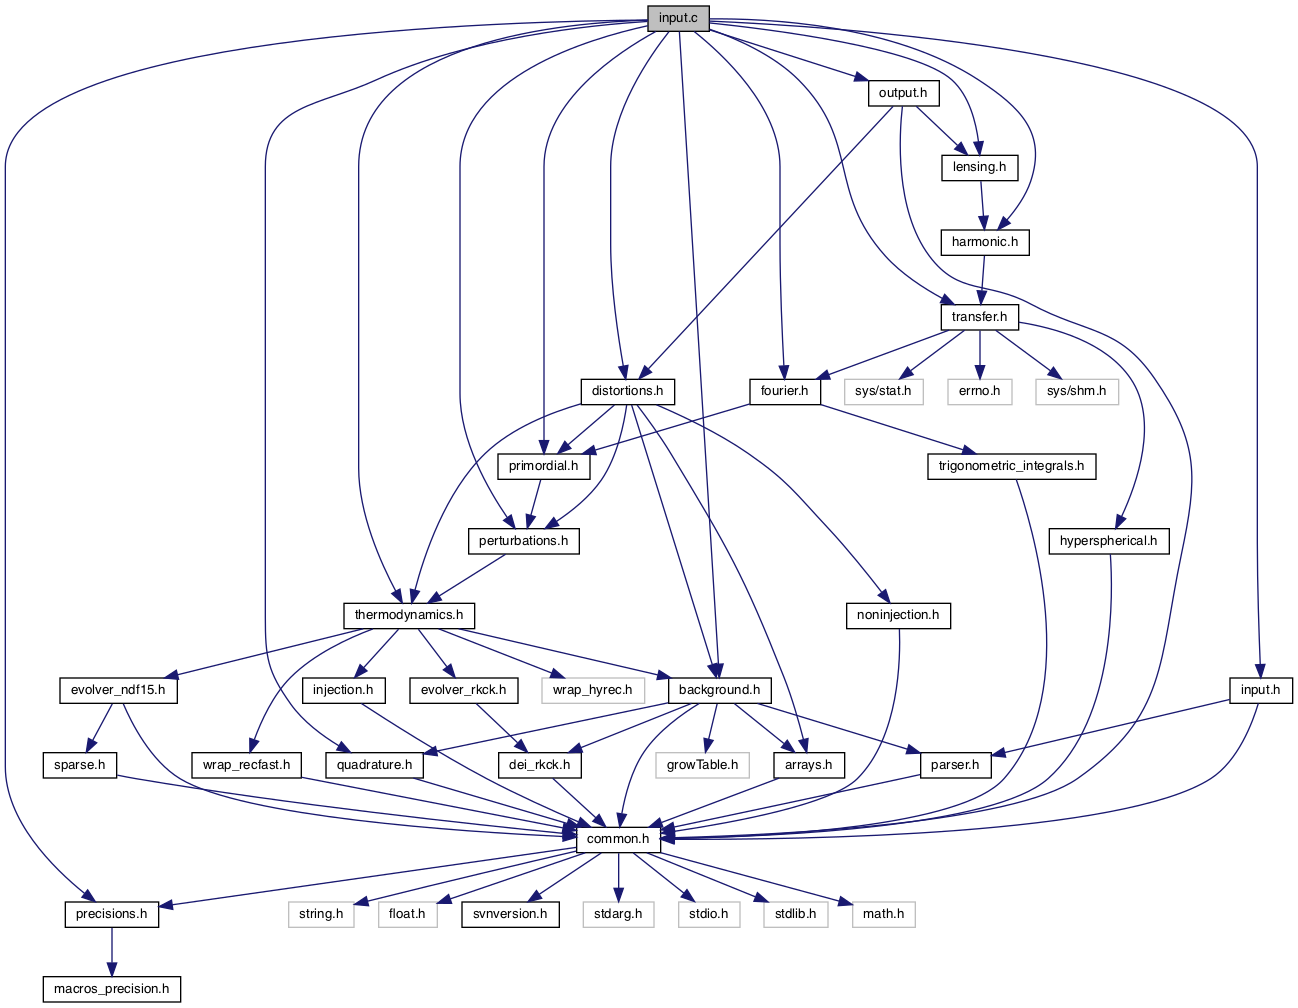 input.c
output.h
lensing.h
harmonic.h
transfer.h
distortions.h
fourier.h
sys/stat.h
errno.h
sys/shm.h
primordial.h
trigonometric_integrals.h
perturbations.h
hyperspherical.h
thermodynamics.h
noninjection.h
evolver_ndf15.h
injection.h
evolver_rkck.h
wrap_hyrec.h
background.h
input.h
sparse.h
wrap_recfast.h
quadrature.h
dei_rkck.h
growTable.h
arrays.h
parser.h
common.h
precisions.h
string.h
float.h
svnversion.h
stdarg.h
stdio.h
stdlib.h
math.h
macros_precision.h